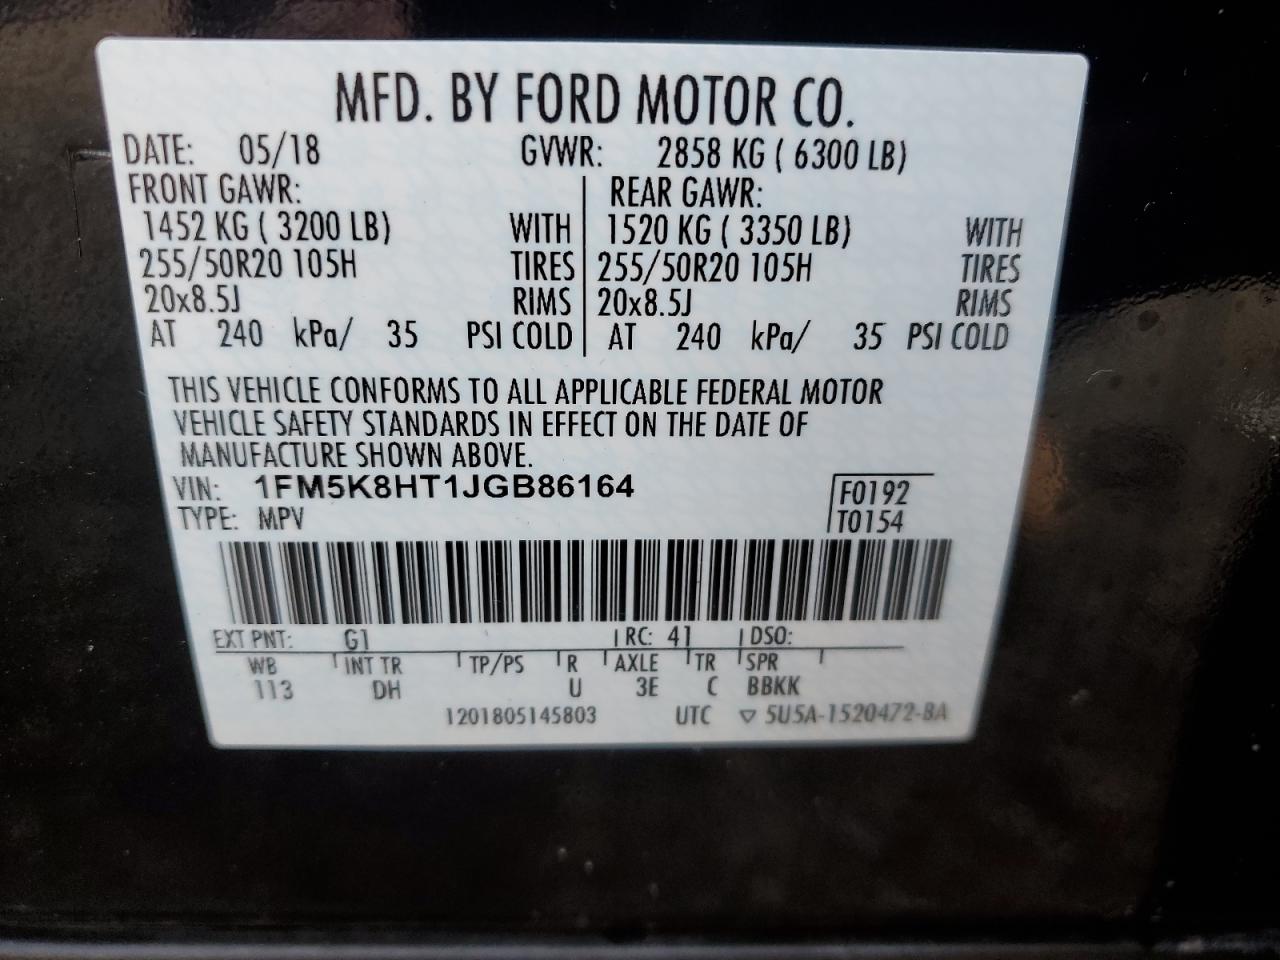 MFD. BY FORD MOTOR CO.
DATE: 05/18 GVWR: 2858 KG ( 6300 LB)
FRONT GAWR: REAR GAWR:
1452 KG ( 3200 LB) WITH 1520 KG ( 3350 LB) WITH
255/50R20 105H TIRES 255/50R20 105H TIRES
20x8.5J RIMS 20x8.5J RIMS
AT 240 kPa/ 35 PSI COLD AT 240 kPa/ 35 PSI COLD
THIS VEHICLE CONFORMS TO ALL APPLICABLE FEDERAL MOTOR
VEHICLE SAFETY STANDARDS IN EFFECT ON THE DATE OF
MANUFACTURE SHOWN ABOVE.
VIN: 1FM5K8HT1JGB86164 F0192
TYPE: MPV T0154
EXT PNT: G1 RC: 41 DSO:
WB INT TR TP/PS R AXLE TR SPR
113 DH U 3E C BBKK
1201805145803 UTC ▽ 5U5A-1520472-BA